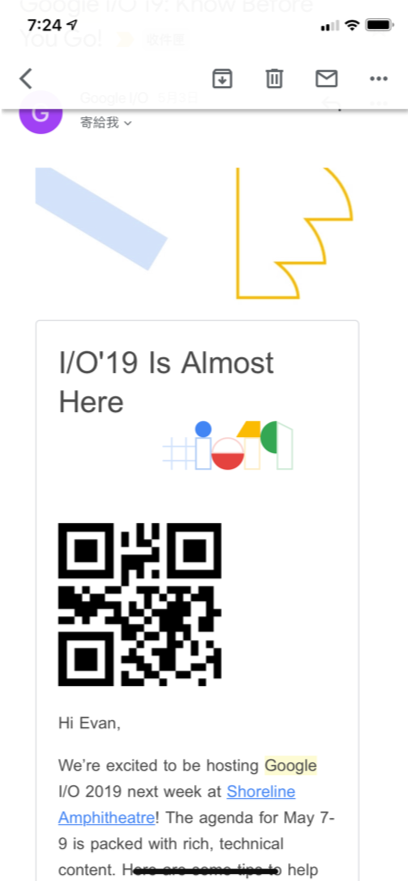 Google I/O 19: Know Before
7:24
You Go! 收件匣
Google I/O
寄給我
I/O'19 Is Almost
Here
#io19
Hi Evan,
We're excited to be hosting Google
I/O 2019 next week at Shoreline
Amphitheatre! The agenda for May 7-
9 is packed with rich, technical
content. Here are some tips to help